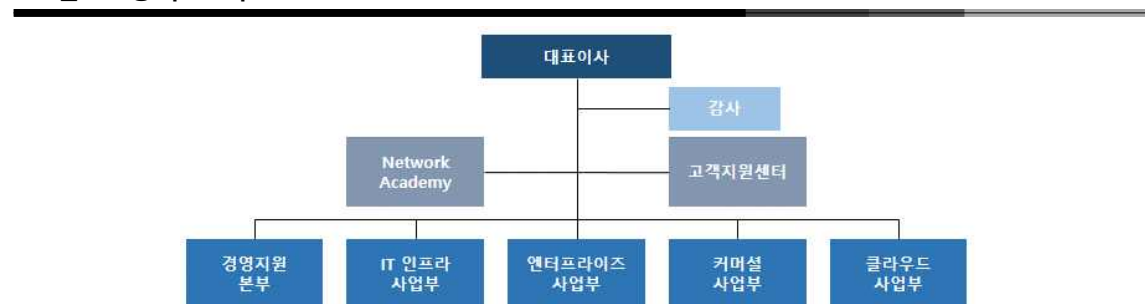 대표이사
감사
Network
Academy
고객지원센터
경영지원
본부
IT 인프라
사업부
엔터프라이즈
사업부
커머셜
사업부
클라우드
사업부